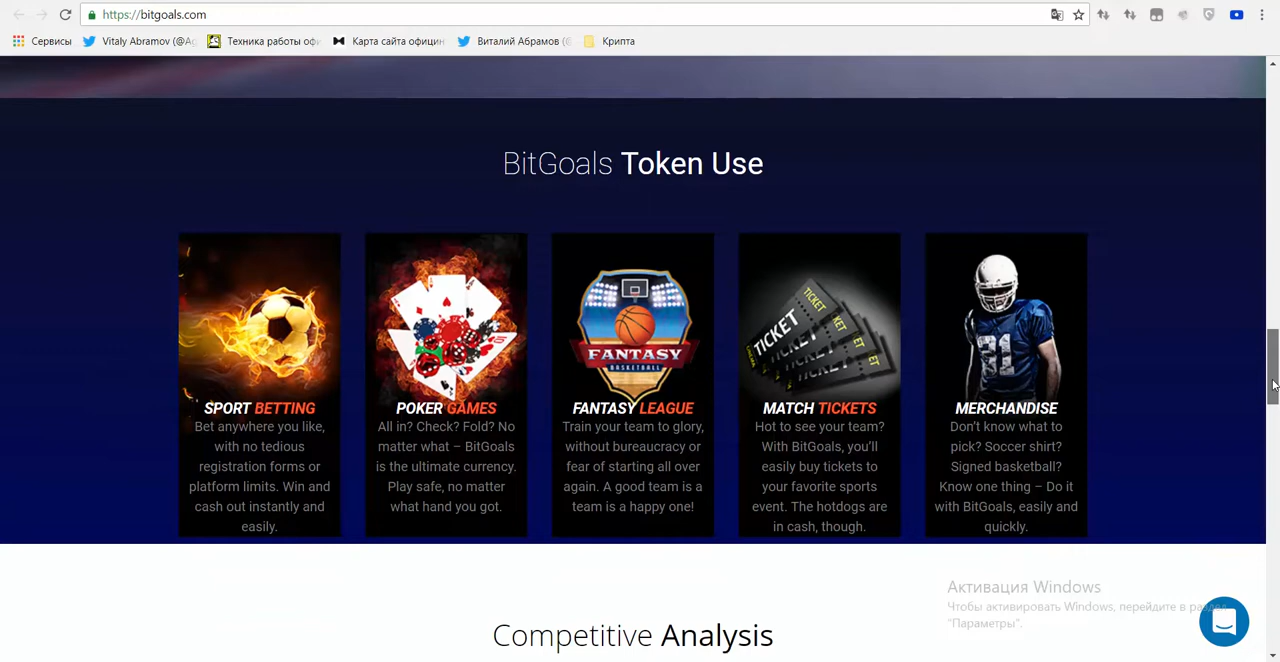 https://bitgoals.com
Сервисы
Vitaly Abramov (@Ag
Техника работы офи
Карта сайта официн
Виталий Абрамов (@
Крипта
BitGoals Token Use
FANTASY
BASKETBALL
TICKET
TICKET
TICKET
TICKET
91
SPORT BETTING
Bet anywhere you like,
with no tedious
registration forms or
platform limits. Win and
cash out instantly and
easily.
POKER GAMES
All in? Check? Fold? No
matter what – BitGoals
is the ultimate currency.
Play safe, no matter
what hand you got.
FANTASY LEAGUE
Train your team to glory,
without bureaucracy or
fear of starting all over
again. A good team is a
team is a happy one!
MATCH TICKETS
Hot to see your team?
With BitGoals, you’ll
easily buy tickets to
your favorite sports
event. The hotdogs are
in cash, though.
MERCHANDISE
Don’t know what to
pick? Soccer shirt?
Signed basketball?
Know one thing – Do it
with BitGoals, easily and
quickly.
Competitive Analysis
Активация Windows
Чтобы активировать Windows, перейдите в раздел
"Параметры".